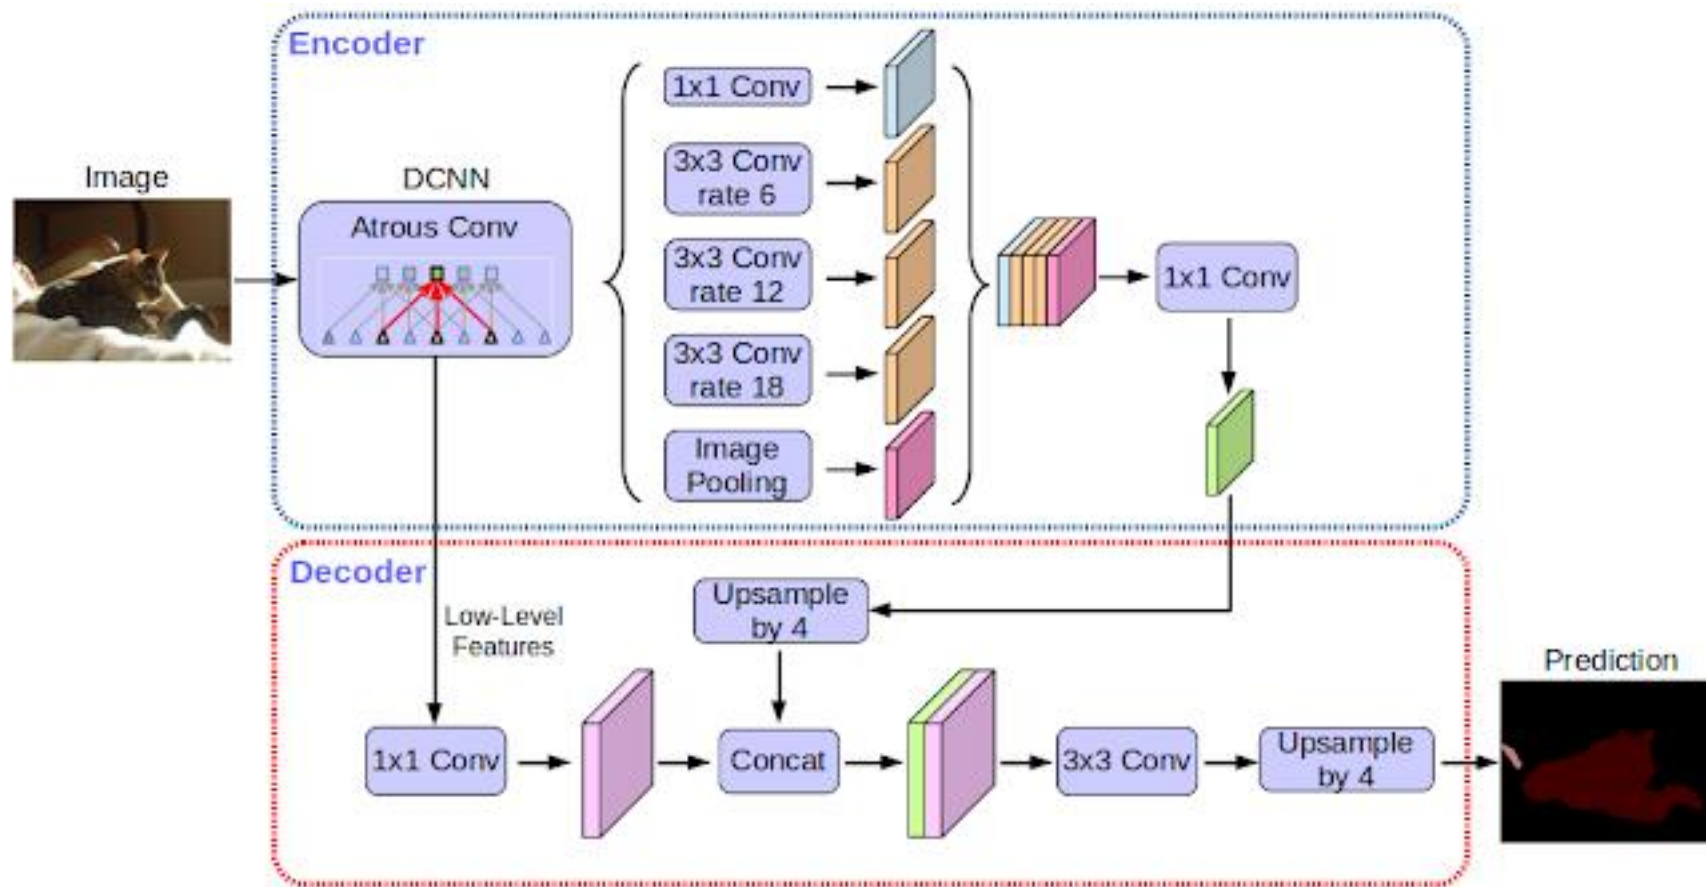 Encoder
Image
DCNN
Atrous Conv
1x1 Conv
3x3 Conv
rate 6
3x3 Conv
rate 12
3x3 Conv
rate 18
Image
Pooling
1x1 Conv
Decoder
Low-Level
Features
Upsample
by 4
1x1 Conv
Concat
3x3 Conv
Upsample
by 4
Prediction